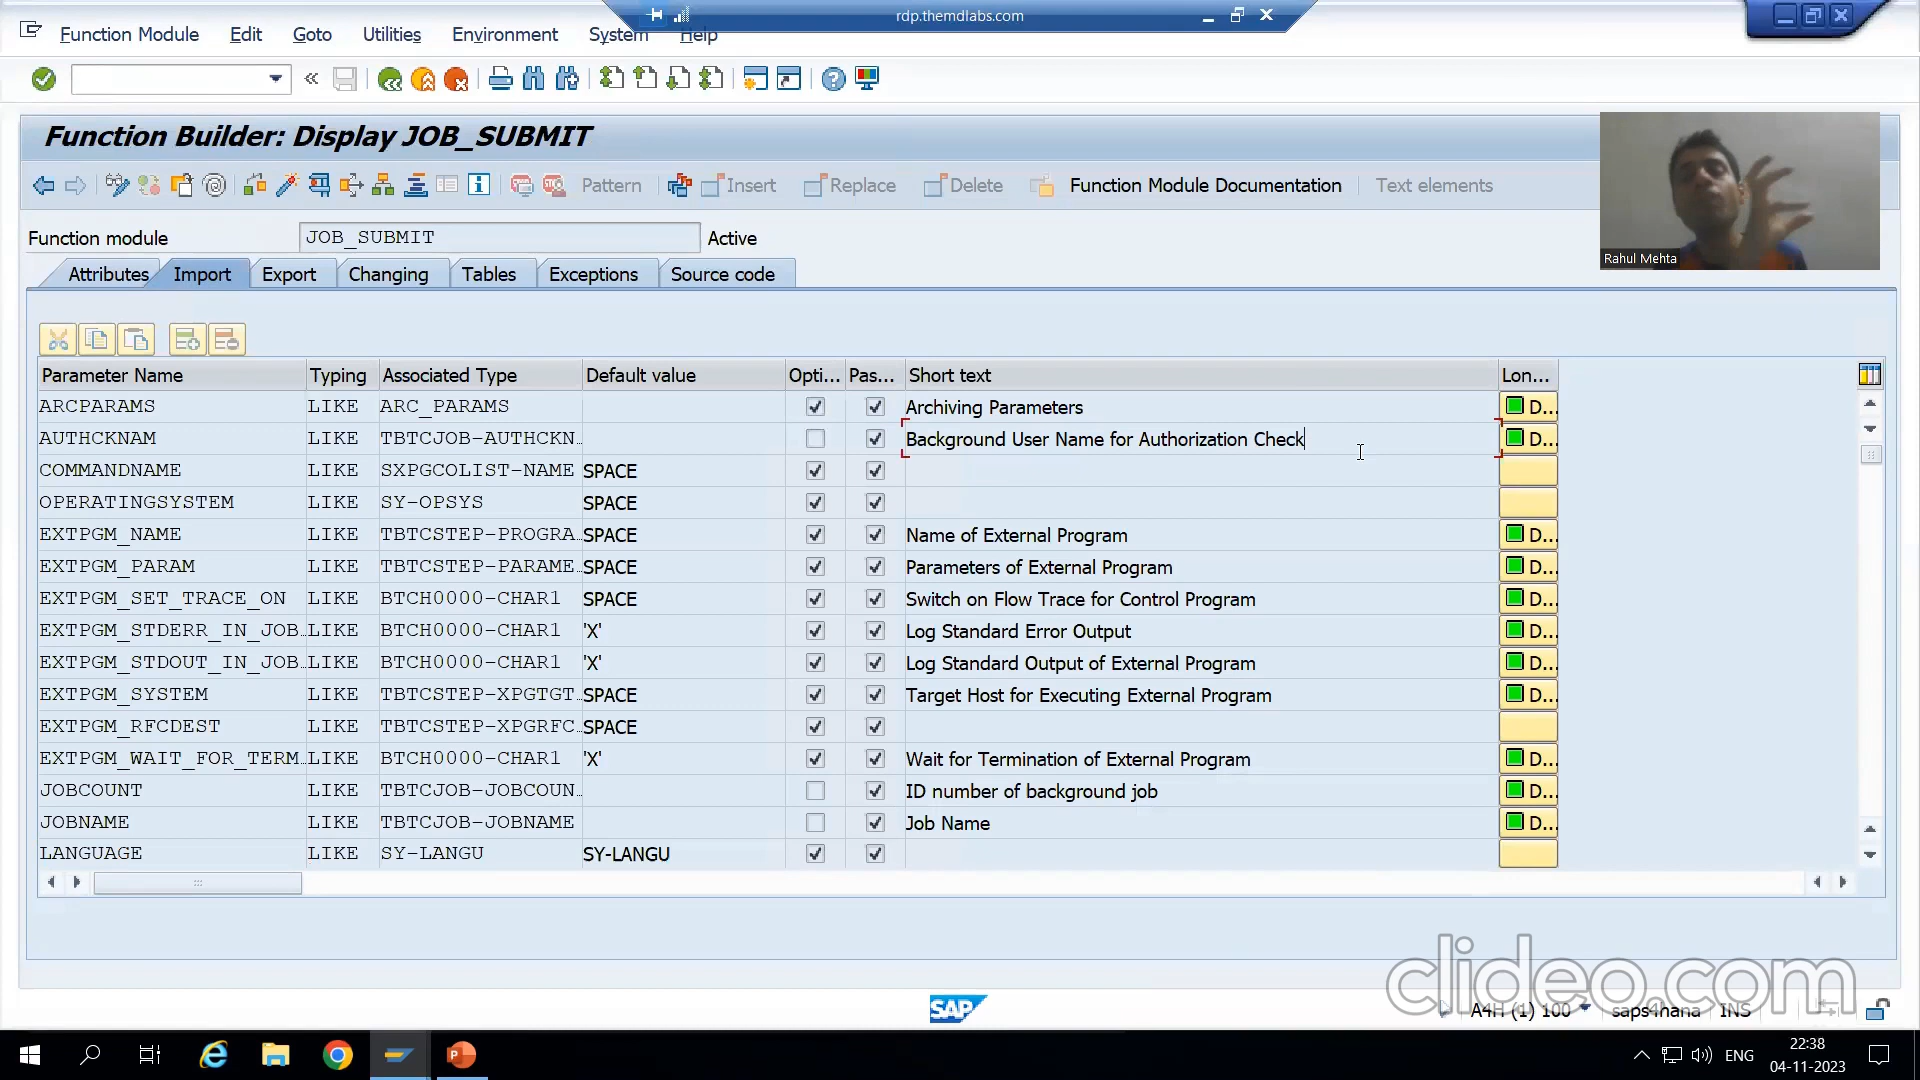 rdp.themdlabs.com
Function Module Edit Goto Utilities Environment System Help
Function Builder: Display JOB_SUBMIT
Pattern Insert Replace Delete Function Module Documentation Text elements
Rahul Mehta
Function module JOB_SUBMIT Active
Attributes Import Export Changing Tables Exceptions Source code
Parameter Name Typing Associated Type Default value Opti... Pas... Short text Lon...
ARCPARAMS LIKE ARC_PARAMS Archiving Parameters D...
AUTHCKNAM LIKE TBTCJOB-AUTHCKN... Background User Name for Authorization Check D...
COMMANDNAME LIKE SXPGCOLIST-NAME SPACE
OPERATINGSYSTEM LIKE SY-OPSYS SPACE
EXTPGM_NAME LIKE TBTCSTEP-PROGRA... SPACE Name of External Program D...
EXTPGM_PARAM LIKE TBTCSTEP-PARAME... SPACE Parameters of External Program D...
EXTPGM_SET_TRACE_ON LIKE BTCH0000-CHAR1 SPACE Switch on Flow Trace for Control Program D...
EXTPGM_STDERR_IN_JOB... LIKE BTCH0000-CHAR1 'X' Log Standard Error Output D...
EXTPGM_STDOUT_IN_JOB... LIKE BTCH0000-CHAR1 'X' Log Standard Output of External Program D...
EXTPGM_SYSTEM LIKE TBTCSTEP-XPGTGT... SPACE Target Host for Executing External Program D...
EXTPGM_RFCDEST LIKE TBTCSTEP-XPGRFC... SPACE
EXTPGM_WAIT_FOR_TERM... LIKE BTCH0000-CHAR1 'X' Wait for Termination of External Program D...
JOBCOUNT LIKE TBTCJOB-JOBCOUN... ID number of background job D...
JOBNAME LIKE TBTCJOB-JOBNAME Job Name D...
LANGUAGE LIKE SY-LANGU SY-LANGU
clideo.com
SAP A4H (1) 100 saps4hana INS
ENG 22:38
04-11-2023